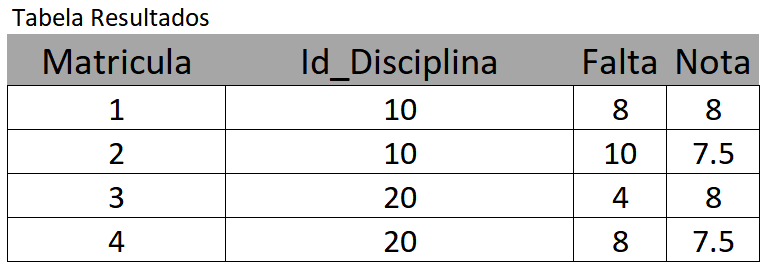 Tabela Resultados
Matricula Id_Disciplina Falta Nota
1 10 8 8
2 10 10 7.5
3 20 4 8
4 20 8 7.5